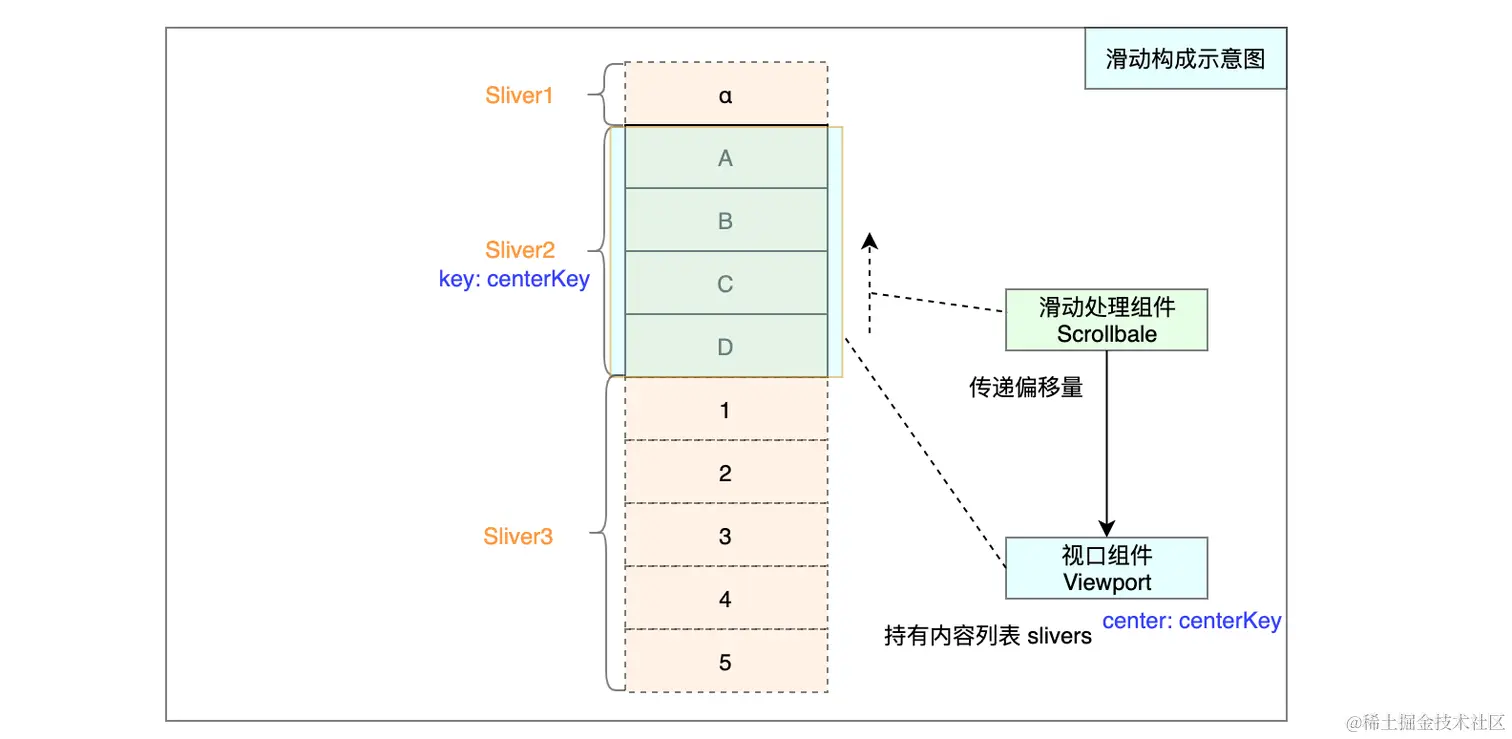 滑动构成示意图
Sliver1
α
A
B
Sliver2
key: centerKey
C
D
滑动处理组件
Scrollbale
传递偏移量
1
2
Sliver3
3
4
5
视口组件
Viewport
center: centerKey
持有内容列表 slivers
@稀土掘金技术社区